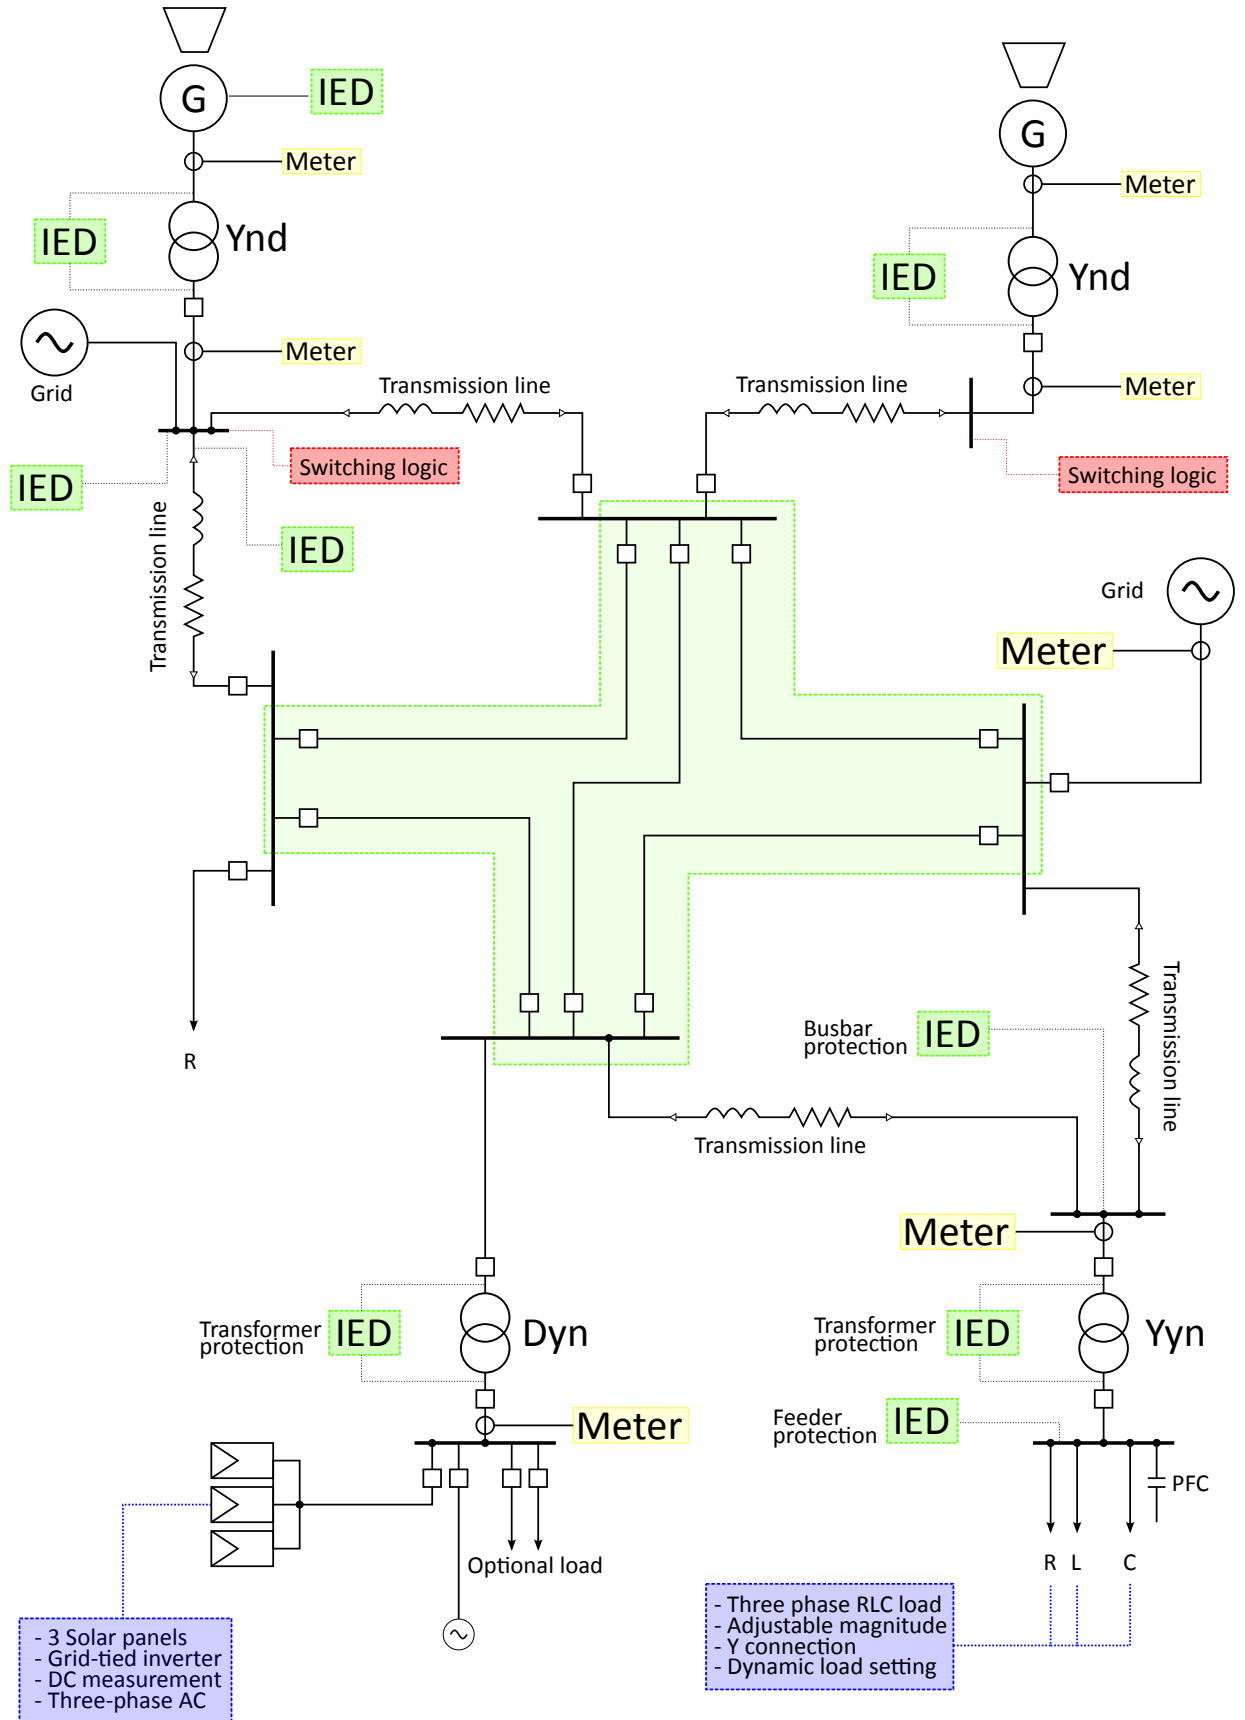 G
IED
Meter
G
Meter
IED
Ynd
IED
Ynd
Grid
Meter
Transmission line
Transmission line
Meter
Switching logic
Switching logic
IED
IED
Transmission line
Grid
Meter
Transmission line
Busbar
protection
IED
R
Transmission line
Meter
Transformer
protection
IED
Dyn
Transformer
protection
IED
Yyn
Meter
Feeder
protection
IED
PFC
Optional load
R
L
C
- 3 Solar panels
- Grid-tied inverter
- DC measurement
- Three-phase AC
- Three phase RLC load
- Adjustable magnitude
- Y connection
- Dynamic load setting